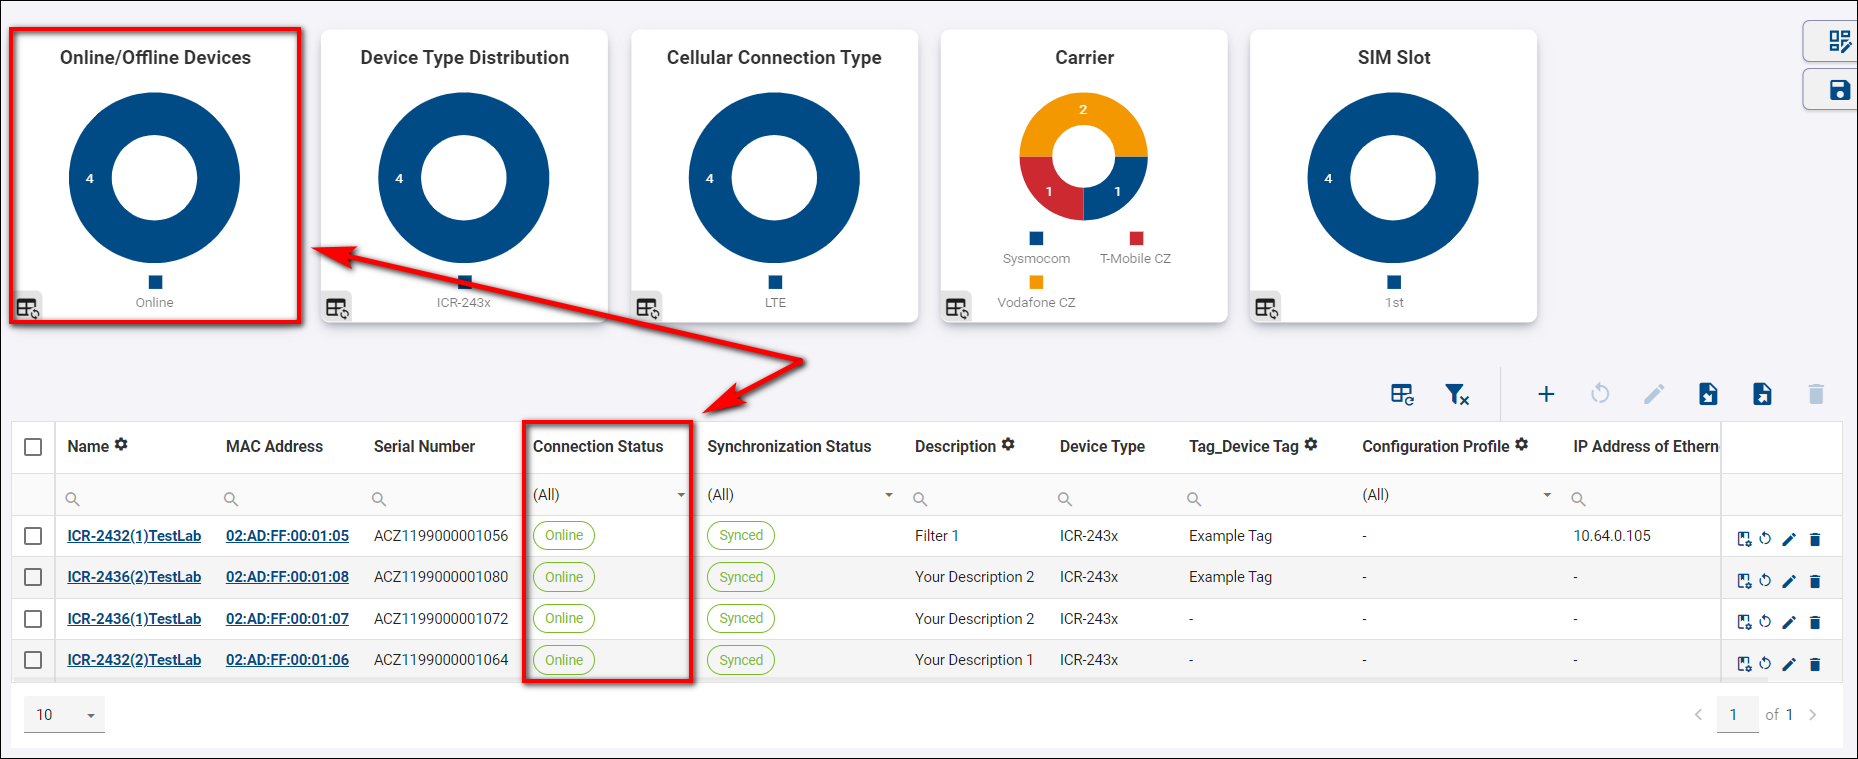 Online/Offline Devices
4
Online
Device Type Distribution
4
ICR-243x
Cellular Connection Type
4
LTE
Carrier
2
1
1
Sysmocom
T-Mobile CZ
Vodafone CZ
SIM Slot
4
1st
Name MAC Address Serial Number Connection Status Synchronization Status Description Device Type Tag_Device Tag Configuration Profile IP Address of Ethern
(All) (All) (All)
ICR-2432(1)TestLab 02:AD:FF:00:01:05 ACZ1199000001056 Online Synced Filter 1 ICR-243x Example Tag - 10.64.0.105
ICR-2436(2)TestLab 02:AD:FF:00:01:08 ACZ1199000001080 Online Synced Your Description 2 ICR-243x Example Tag - -
ICR-2436(1)TestLab 02:AD:FF:00:01:07 ACZ1199000001072 Online Synced Your Description 2 ICR-243x - - -
ICR-2432(2)TestLab 02:AD:FF:00:01:06 ACZ1199000001064 Online Synced Your Description 1 ICR-243x - - -
10 1 of 1